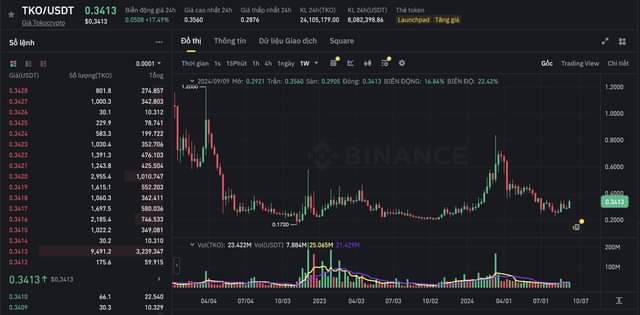 TKO/USDT
Giá Tokocrypto
0.3413
$0,3413
Biến động giá 24h
0.0508 +17.49%
Giá cao nhất 24h
0.3560
Giá thấp nhất 24h
0.2876
KL 24h(TKO)
24,105,179.00
KL 24h(USDT)
8,082,398.86
Thẻ token
Launchpad Tăng giá
Sổ lệnh
0.0001
Giá(USDT) Số lượng(TKO) Tổng
0.3428 801.8 274.857
0.3427 1,000.3 342.803
0.3426 30.1 10.312
0.3425 229.9 78.741
0.3424 583.3 199.722
0.3423 1,030.4 352.706
0.3422 1,391.3 476.103
0.3421 1,243.8 425.504
0.3420 2,955.4 1,010.747
0.3419 1,615.1 552.203
0.3418 1,071.3 366.170
0.3417 1,697.5 580.036
0.3416 2,185.4 746.533
0.3415 1,022.2 349.081
0.3414 30.2 10.310
0.3413 9,491.2 3,239.347
0.3412 175.6 59.915
0.3413 $0,3413
0.3410 66.1 22.540
0.3409 30.3 10.329
Đồ thị Thông tin Dữ liệu Giao dịch Square
Thời gian 1s 15Phút 1h 4h 1ngày 1W
Gốc Trading View Chi tiết
2024/09/09 Mở: 0.2921 Trần: 0.3560 Sàn: 0.2905 Đóng: 0.3413 BIẾN ĐỘNG: 16.84% BIÊN ĐỘ: 22.42%
1.2000
1.2000
1.0000
0.8000
0.6000
0.4000
0.3413
0.2000
0.1720
BINANCE
Vol(TKO): 23.422M Vol(USDT) 7.884M 25.065M 21.429M
200M
100M
0
04/04 07/04 10/03 2023 04/03 07/03 10/02 2024 04/01 07/01 10/07